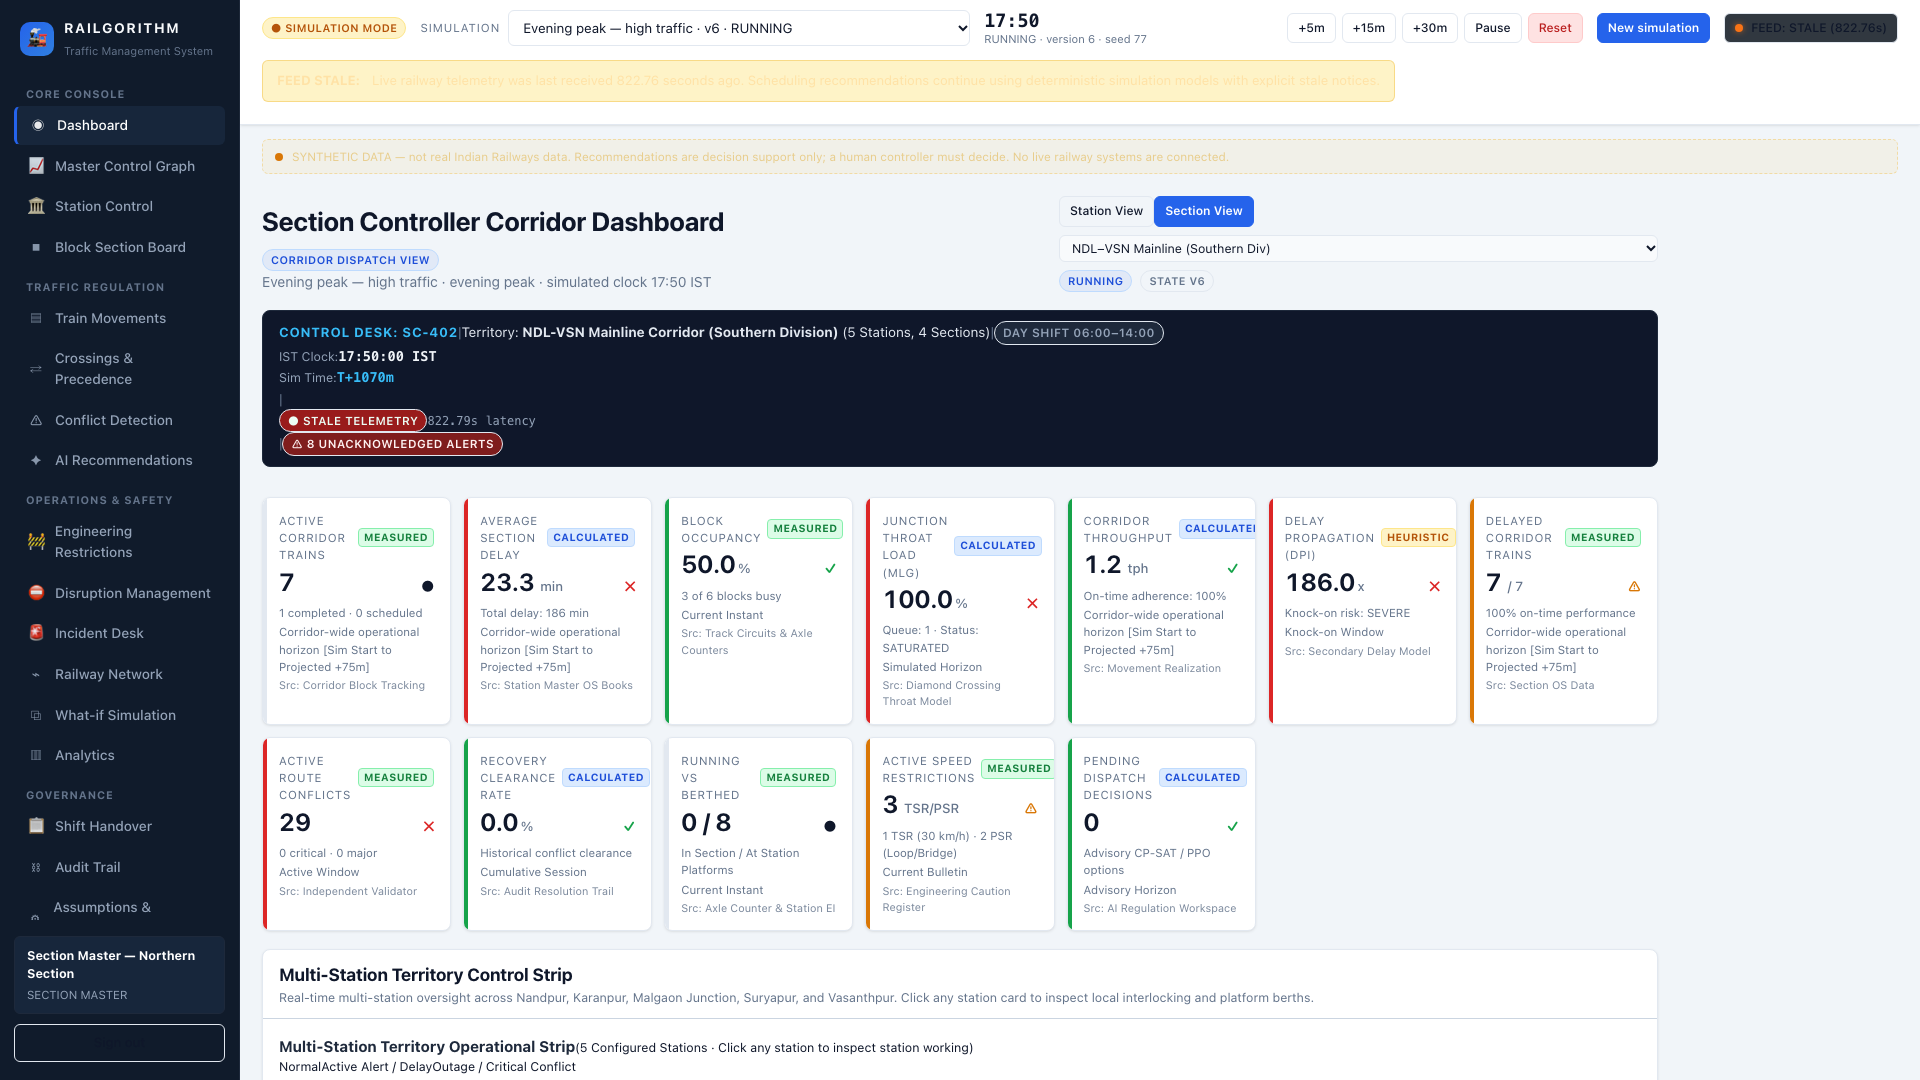 RAILGORITHM
Traffic Management System
CORE CONSOLE
Dashboard
Master Control Graph
Station Control
Block Section Board
TRAFFIC REGULATION
Train Movements
Crossings &
Precedence
Conflict Detection
AI Recommendations
OPERATIONS & SAFETY
Engineering
Restrictions
Disruption Management
Incident Desk
Railway Network
What-if Simulation
Analytics
GOVERNANCE
Shift Handover
Audit Trail
Assumptions &
Section Master — Northern
Section
SECTION MASTER
SIMULATION MODE
SIMULATION
Evening peak — high traffic · v6 · RUNNING
17:50
RUNNING · version 6 · seed 77
+5m
+15m
+30m
Pause
Reset
New simulation
FEED: STALE (822.76s)
FEED STALE: Live railway telemetry was last received 822.76 seconds ago. Scheduling recommendations continue using deterministic simulation models with explicit stale notices.
SYNTHETIC DATA — not real Indian Railways data. Recommendations are decision support only; a human controller must decide. No live railway systems are connected.
Section Controller Corridor Dashboard
CORRIDOR DISPATCH VIEW
Evening peak — high traffic · evening peak · simulated clock 17:50 IST
Station View
Section View
NDL–VSN Mainline (Southern Div)
RUNNING
STATE V6
CONTROL DESK: SC-402|Territory: NDL-VSN Mainline Corridor (Southern Division) (5 Stations, 4 Sections)|DAY SHIFT 06:00–14:00
IST Clock:17:50:00 IST
Sim Time:T+1070m
|
STALE TELEMETRY 822.79s latency
|⚠ 8 UNACKNOWLEDGED ALERTS
ACTIVE
CORRIDOR
TRAINS
MEASURED
7
1 completed · 0 scheduled
Corridor-wide operational
horizon [Sim Start to
Projected +75m]
Src: Corridor Block Tracking
AVERAGE
SECTION
DELAY
CALCULATED
23.3 min
Total delay: 186 min
Corridor-wide operational
horizon [Sim Start to
Projected +75m]
Src: Station Master OS Books
BLOCK
OCCUPANCY
MEASURED
50.0%
3 of 6 blocks busy
Current Instant
Src: Track Circuits & Axle
Counters
JUNCTION
THROAT
LOAD
(MLG)
CALCULATED
100.0%
Queue: 1 · Status:
SATURATED
Simulated Horizon
Src: Diamond Crossing
Throat Model
CORRIDOR
THROUGHPUT
CALCULATE
1.2 tph
On-time adherence: 100%
Corridor-wide operational
horizon [Sim Start to
Projected +75m]
Src: Movement Realization
DELAY
PROPAGATION
(DPI)
HEURISTIC
186.0x
Knock-on risk: SEVERE
Knock-on Window
Src: Secondary Delay Model
DELAYED
CORRIDOR
TRAINS
MEASURED
7 / 7
100% on-time performance
Corridor-wide operational
horizon [Sim Start to
Projected +75m]
Src: Section OS Data
ACTIVE
ROUTE
CONFLICTS
MEASURED
29
0 critical · 0 major
Active Window
Src: Independent Validator
RECOVERY
CLEARANCE
RATE
CALCULATED
0.0%
Historical conflict clearance
Cumulative Session
Src: Audit Resolution Trail
RUNNING
VS
BERTHED
MEASURED
0 / 8
In Section / At Station
Platforms
Current Instant
Src: Axle Counter & Station EI
ACTIVE SPEED
RESTRICTIONS
MEASURED
3 TSR/PSR
1 TSR (30 km/h) · 2 PSR
(Loop/Bridge)
Current Bulletin
Src: Engineering Caution
Register
PENDING
DISPATCH
DECISIONS
CALCULATED
0
Advisory CP-SAT / PPO
options
Advisory Horizon
Src: AI Regulation Workspace
Multi-Station Territory Control Strip
Real-time multi-station oversight across Nandpur, Karanpur, Malgaon Junction, Suryapur, and Vasanthpur. Click any station card to inspect local interlocking and platform berths.
Multi-Station Territory Operational Strip(5 Configured Stations · Click any station to inspect station working)
NormalActive Alert / DelayOutage / Critical Conflict